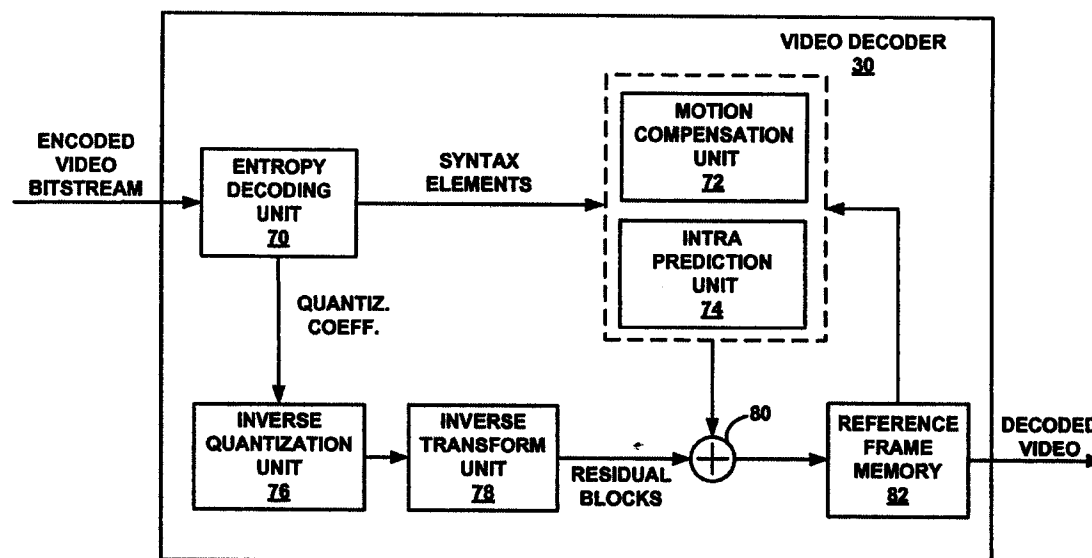 VIDEO DECODER
30
MOTION
COMPENSATION
UNIT
72
ENCODED
VIDEO
BITSTREAM
ENTROPY
DECODING
UNIT
70
SYNTAX
ELEMENTS
INTRA
PREDICTION
UNIT
74
QUANTIZ.
COEFF.
INVERSE
QUANTIZATION
UNIT
76
INVERSE
TRANSFORM
UNIT
78
RESIDUAL
BLOCKS
80
REFERENCE
FRAME
MEMORY
82
DECODED
VIDEO